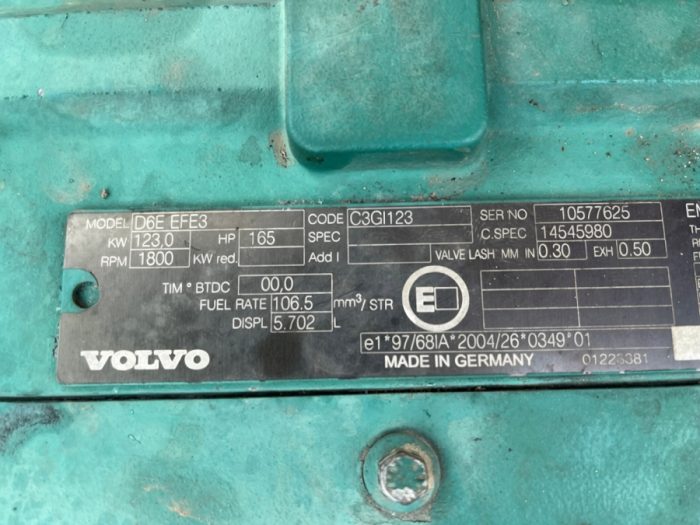 MODEL D6E EFE3 CODE C3GI123 SER NO 10577625
KW 123,0 HP 165 SPEC C.SPEC 14545980
RPM 1800 KW red. Add I VALVE LASH MM IN 0.30 EXH 0.50
TIM ° BTDC 00,0
FUEL RATE 106.5 mm³/ STR
DISPL 5.702 L
E
e1*97/68IA*2004/26*0349*01
VOLVO MADE IN GERMANY